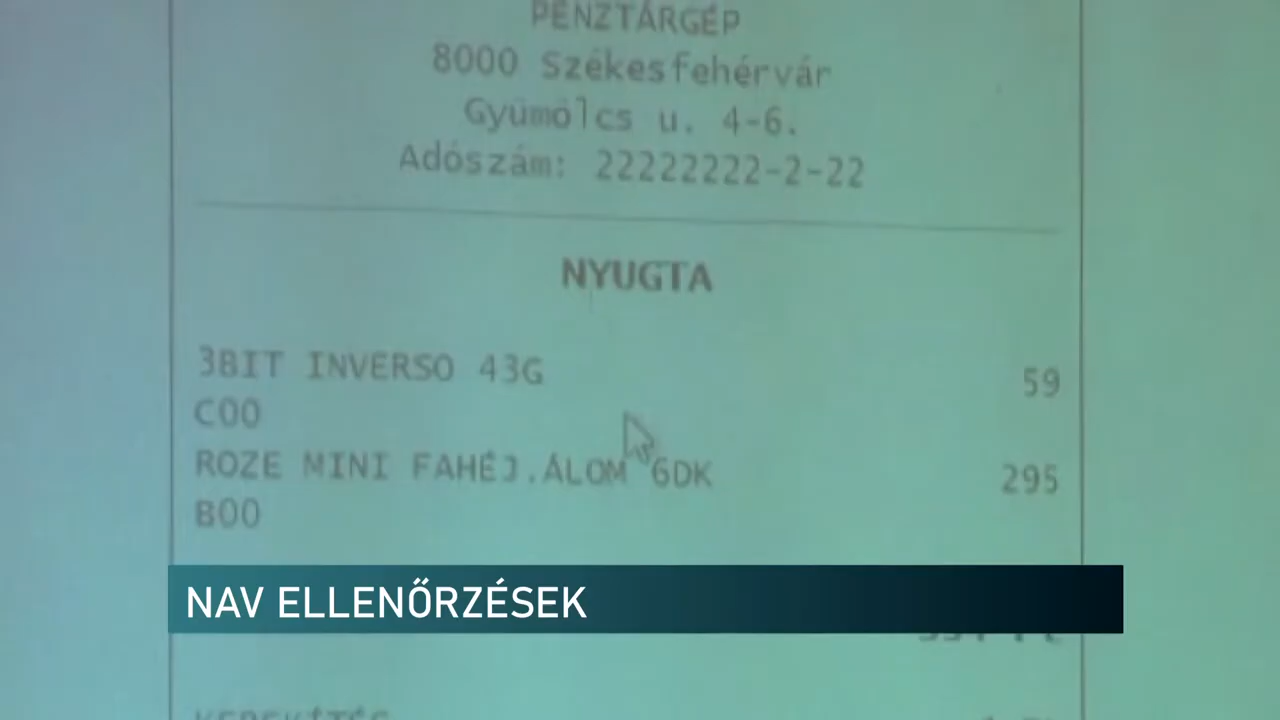 PÉNZTÁRGÉP
8000 Székesfehérvár
Gyümölcs u. 4-6.
Adószám: 22222222-2-22
NYUGTA
3BIT INVERSO 43G 59
C00
ROZE MINI FAHÉJ.ÁLOM 6DK 295
B00
NAV ELLENŐRZÉSEK